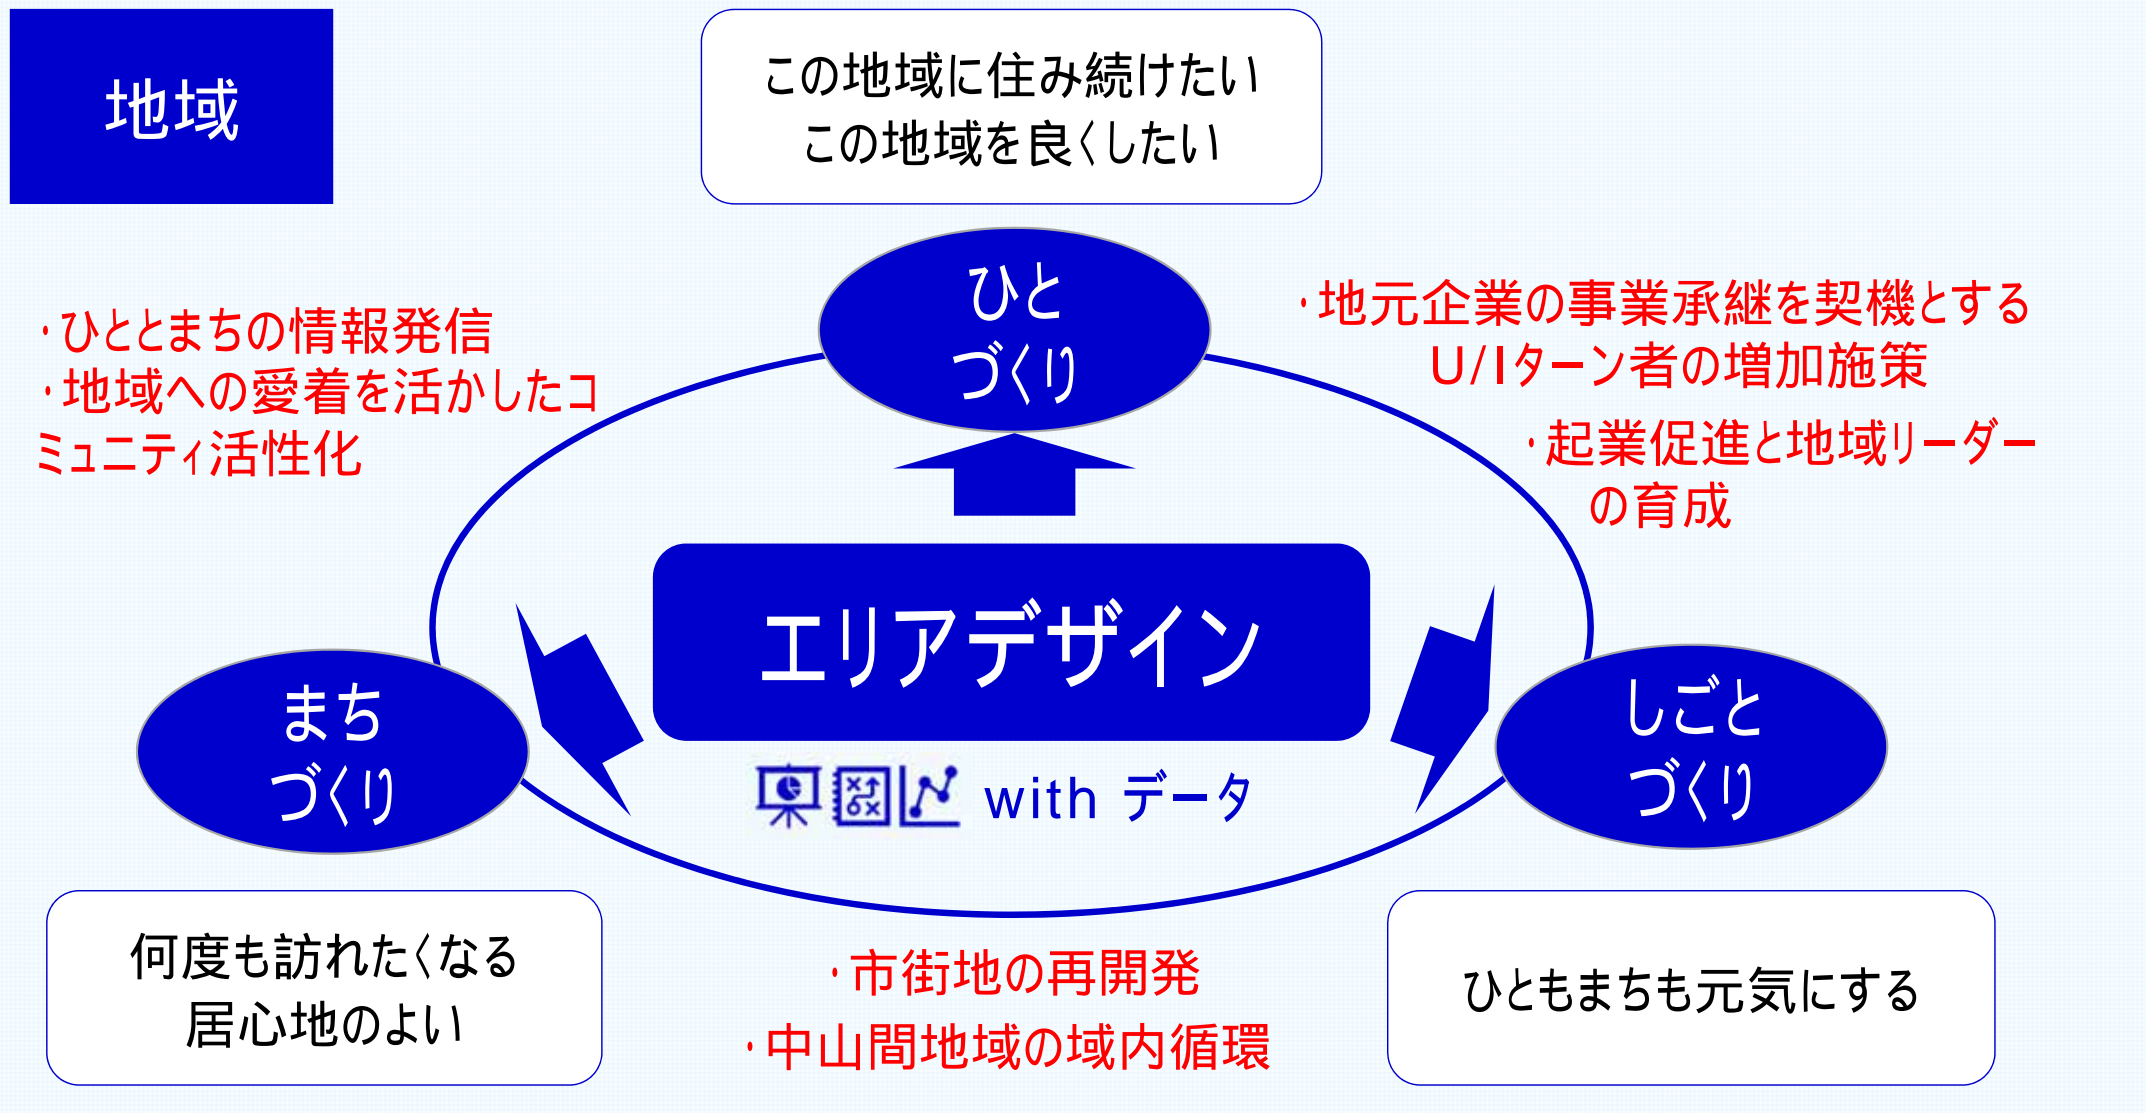 地域
この地域に住み続けたい
この地域を良くしたい
ひと
づくり
・ひととまちの情報発信
・地域への愛着を活かしたコ
ミュニティ活性化
・地元企業の事業承継を契機とする
U/Iターン者の増加施策
・起業促進と地域リーダー
の育成
エリアデザイン
with データ
まち
づくり
しごと
づくり
何度も訪れたくなる
居心地のよい
・市街地の再開発
・中山間地域の域内循環
ひともまちも元気にする